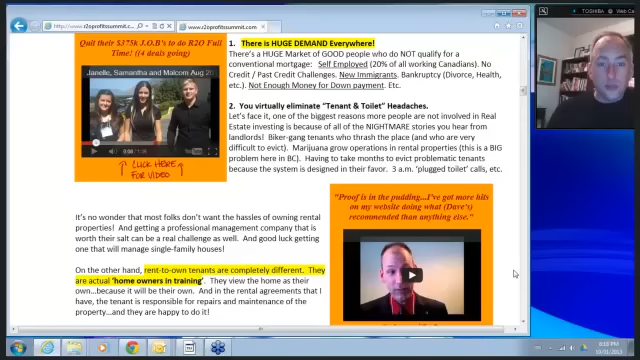 www.r2oprofitsummit.com
www.r2oprofitsummit.com
TOSHIBA
Web Ca
Quit their $375k J.O.B's to do R2O Full
Time! (4 deals going)
Janelle, Samantha and Malcom Aug 20
↑ CLICK HERE ↑
FOR VIDEO
1. There is HUGE DEMAND Everywhere!
There's a HUGE Market of GOOD people who do NOT qualify for a
conventional mortgage: Self Employed (20% of all working Canadians). No
Credit / Past Credit Challenges. New Immigrants. Bankruptcy (Divorce, Health,
etc.). Not Enough Money for Down payment. Etc.
2. You virtually eliminate "Tenant & Toilet" Headaches.
Let's face it, one of the biggest reasons more people are not involved in Real
Estate investing is because of all of the NIGHTMARE stories you hear from
landlords! Biker-gang tenants who thrash the place (and who are very
difficult to evict). Marijuana grow operations in rental properties (this is a BIG
problem here in BC). Having to take months to evict problematic tenants
because the system is designed in their favor. 3 a.m. 'plugged toilet' calls, etc.
It's no wonder that most folks don't want the hassles of owning rental
properties! And getting a professional management company that is
worth their salt can be a real challenge as well. And good luck getting
one that will manage single-family houses!
On the other hand, rent-to-own tenants are completely different. They
are actual 'home owners in training'. They view the home as their
own...because it will be their own. And in the rental agreements that I
have, the tenant is responsible for repairs and maintenance of the
property...and they are happy to do it!
"Proof is in the pudding...I've got more hits
on my website doing what (Dave's)
recommended than anything else."